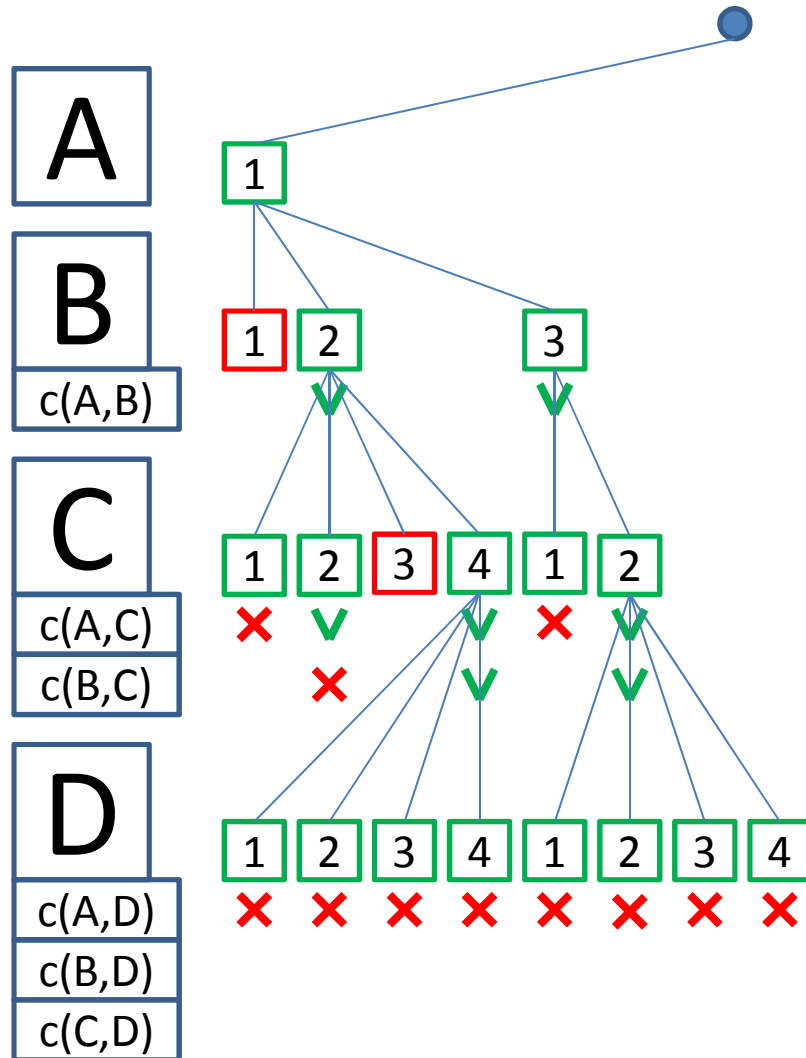 A
1
B
1 2 3
c(A,B)
C
1 2 3 4 1 2
c(A,C)
c(B,C)
D
1 2 3 4 1 2 3 4
c(A,D)
c(B,D)
c(C,D)